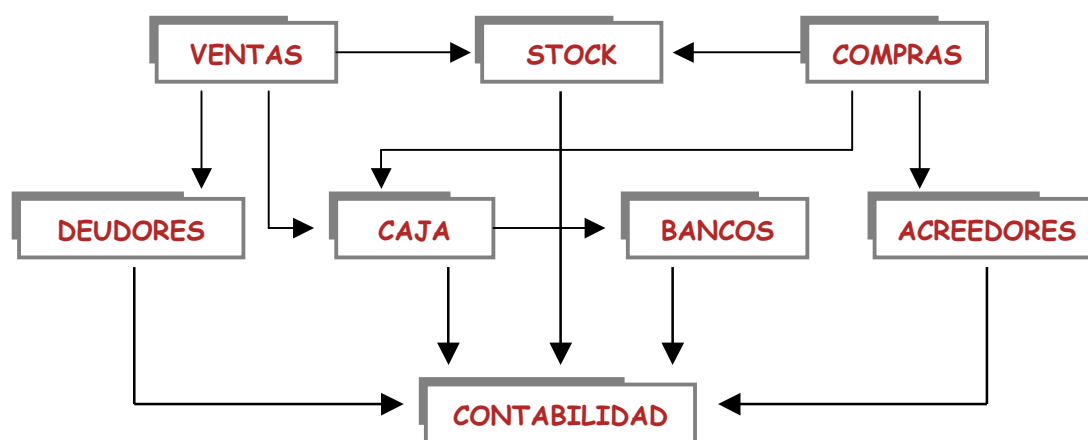 VENTAS
STOCK
COMPRAS
DEUDORES
CAJA
BANCOS
ACREEDORES
CONTABILIDAD